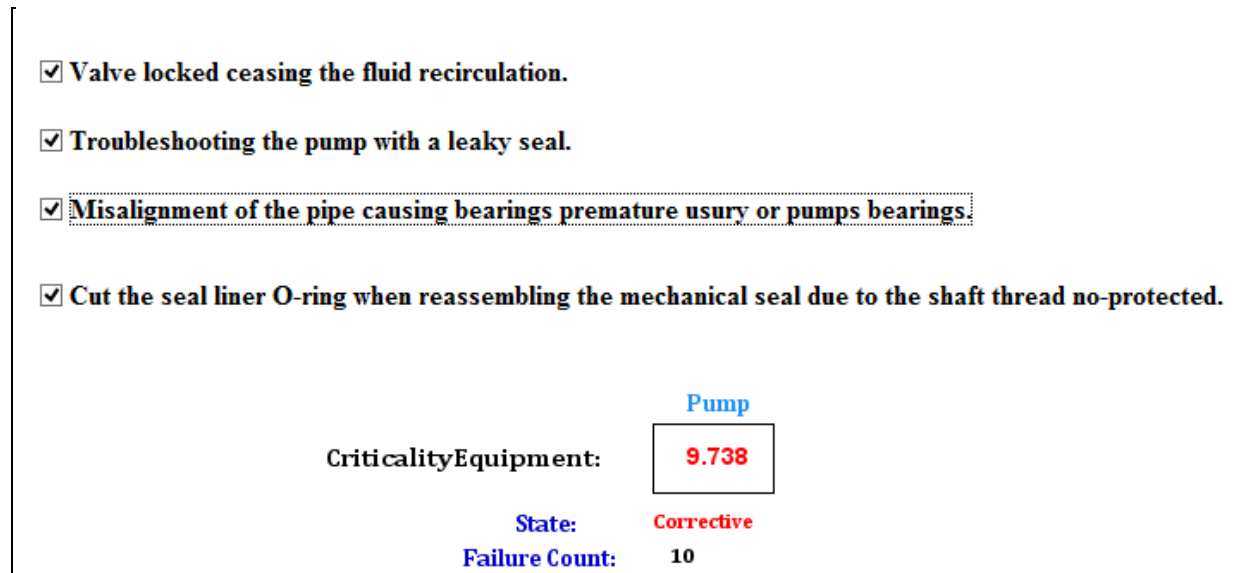 Valve locked ceasing the fluid recirculation.
Troubleshooting the pump with a leaky seal.
Misalignment of the pipe causing bearings premature usury or pumps bearings.
Cut the seal liner O-ring when reassembling the mechanical seal due to the shaft thread no-protected.
Pump
CriticalityEquipment: 9.738
State: Corrective
Failure Count: 10